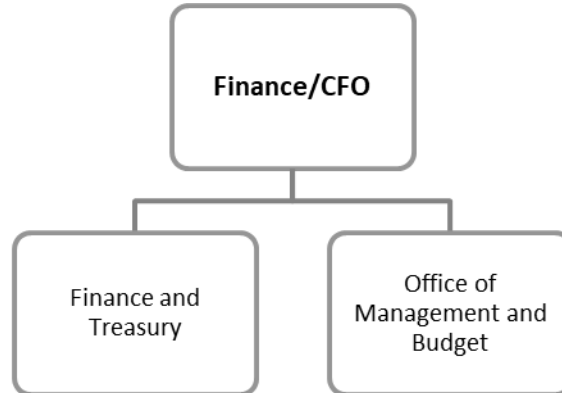 Finance/CFO
Finance and
Treasury
Office of
Management and
Budget